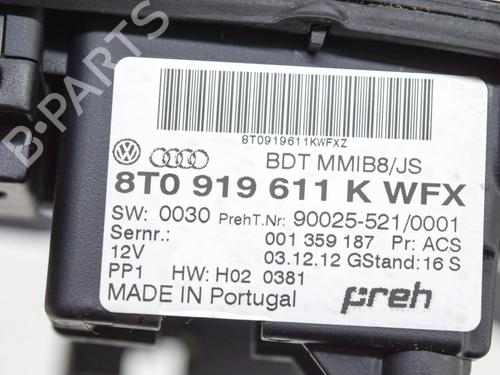 B-PARTS
8T0919611KWFXZ
BDT MMIB8/JS
8T0 919 611 K WFX
SW: 0030 PrehT.Nr: 90025-521/0001
Sernr.: 001 359 187 Pr: ACS
12V 03.12.12 GStand: 16 S
PP1 HW: H02 0381
MADE IN Portugal preh